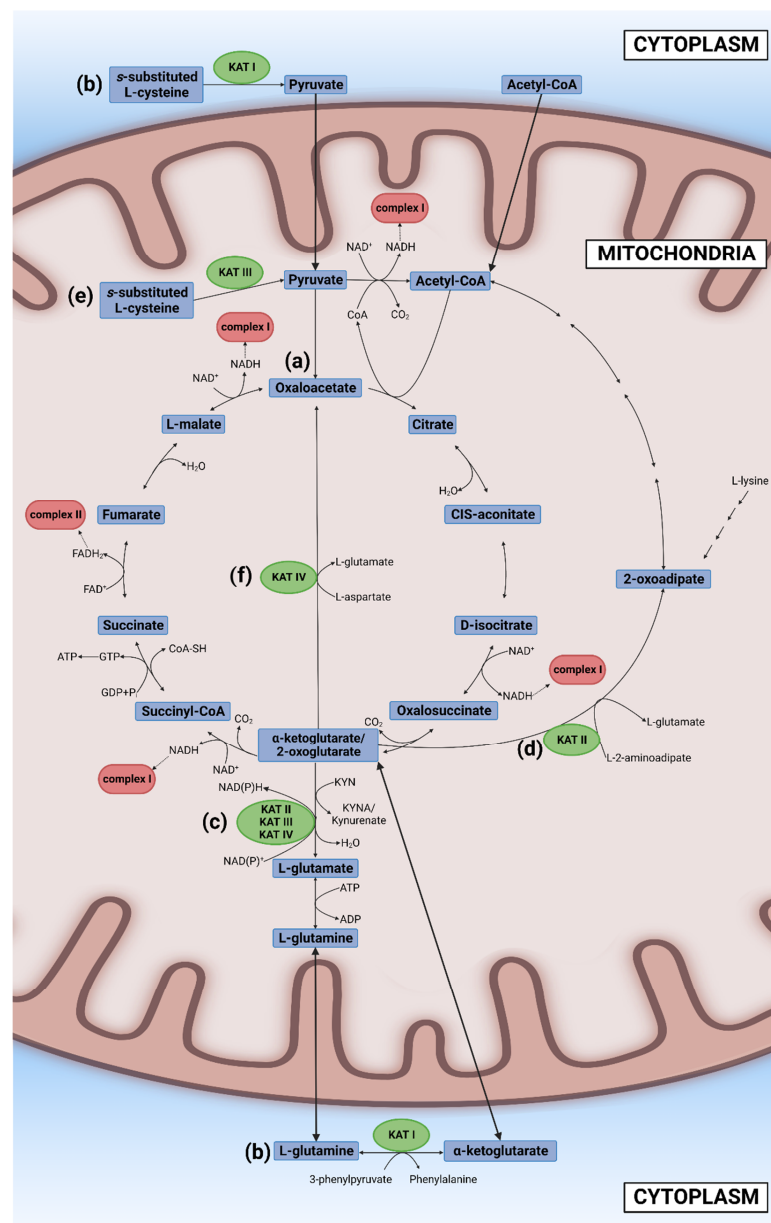 CYTOPLASM
KAT I
(b)
s-substituted
L-cysteine
Pyruvate
Acetyl-CoA
complex I
NAD⁺
NADH
MITOCHONDRIA
KAT III
(e)
s-substituted
L-cysteine
Pyruvate
Acetyl-CoA
CoA
CO₂
complex I
(a)
NADH
NAD⁺
Oxaloacetate
L-malate
Citrate
H₂O
H₂O
L-lysine
complex II
Fumarate
CIS-aconitate
FADH₂
FAD⁺
(f)
KAT IV
L-glutamate
L-aspartate
2-oxoadipate
Succinate
D-isocitrate
ATP
GTP
CoA-SH
NAD⁺
complex I
GDP+P
NADH
Succinyl-CoA
Oxalosuccinate
CO₂
α-ketoglutarate/
2-oxoglutarate
CO₂
L-glutamate
(d)
KAT II
L-2-aminoadipate
NADH
complex I
NAD⁺
NAD(P)H
KYN
KYNA/
Kynurenate
(c)
KAT II
KAT III
KAT IV
H₂O
NAD(P)⁺
L-glutamate
ATP
ADP
L-glutamine
KAT I
(b)
L-glutamine
α-ketoglutarate
3-phenylpyruvate
Phenylalanine
CYTOPLASM